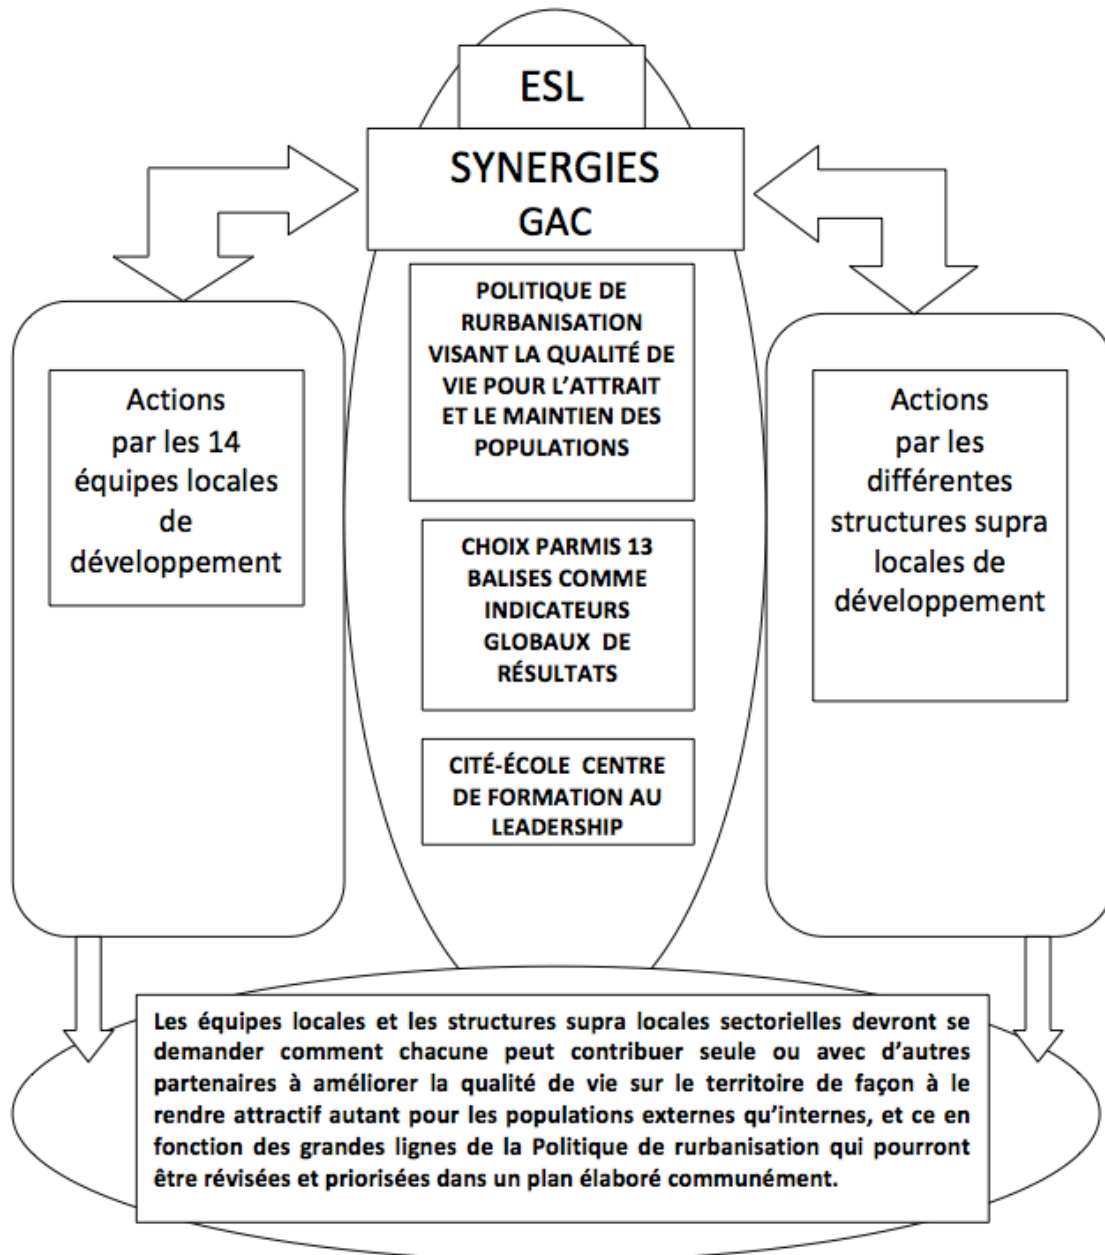 ESL
SYNERGIES
GAC
POLITIQUE DE
RURBANISATION
VISANT LA QUALITÉ DE
VIE POUR L'ATTRAIT
ET LE MAINTIEN DES
POPULATIONS
CHOIX PARMIS 13
BALISES COMME
INDICATEURS
GLOBAUX DE
RÉSULTATS
CITÉ-ÉCOLE CENTRE
DE FORMATION AU
LEADERSHIP
Actions
par les 14
équipes locales
de
développement
Actions
par les
différentes
structures supra
locales de
développement
Les équipes locales et les structures supra locales sectorielles devront se
demander comment chacune peut contribuer seule ou avec d'autres
partenaires à améliorer la qualité de vie sur le territoire de façon à le
rendre attractif autant pour les populations externes qu'internes, et ce en
fonction des grandes lignes de la Politique de rurbanisation qui pourront
être révisées et priorisées dans un plan élaboré communément.